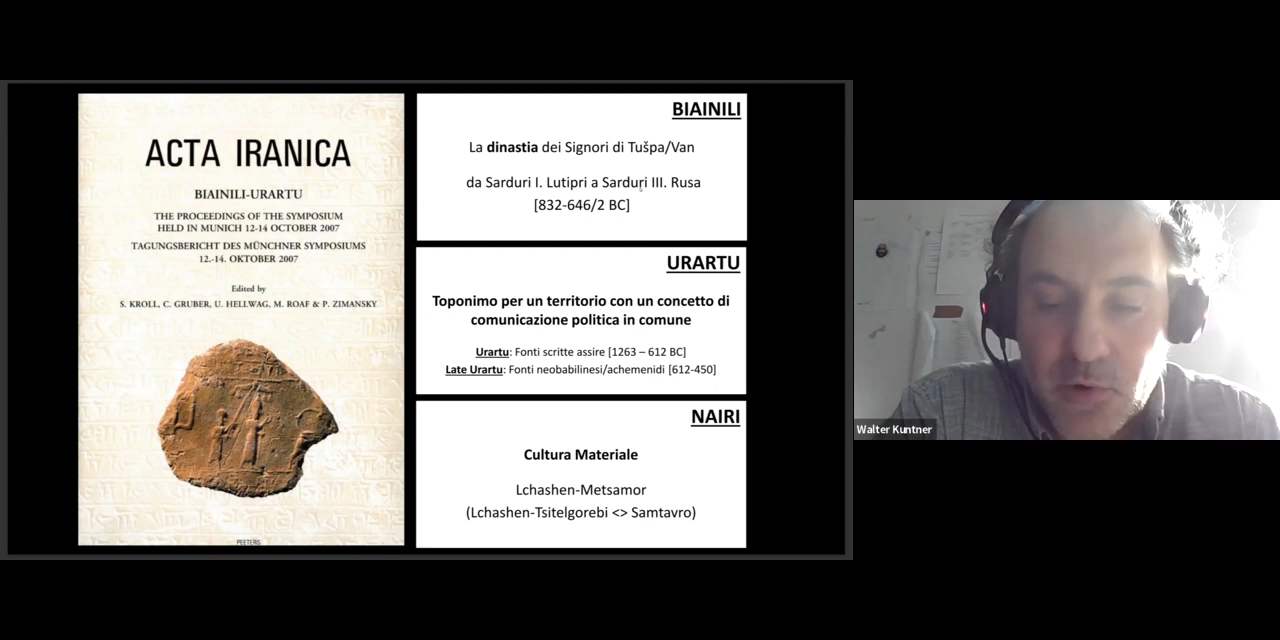 ACTA IRANICA
BIAINILI-URARTU
THE PROCEEDINGS OF THE SYMPOSIUM
HELD IN MUNICH 12-14 OCTOBER 2007
TAGUNGSBERICHT DES MÜNCHNER SYMPOSIUMS
12.-14. OKTOBER 2007
Edited by
S. KROLL, C. GRUBER, U. HELLWAG, M. ROAF & P. ZIMANSKY
PEETERS
BIAINILI
La dinastia dei Signori di Tušpa/Van
da Sarduri I. Lutipri a Sarduri III. Rusa
[832-646/2 BC]
URARTU
Toponimo per un territorio con un concetto di
comunicazione politica in comune
Urartu: Fonti scritte assire [1263 – 612 BC]
Late Urartu: Fonti neobabilinesi/achemenidi [612-450]
NAIRI
Cultura Materiale
Lchashen-Metsamor
(Lchashen-Tsitelgorebi <> Samtavro)
Walter Kuntner